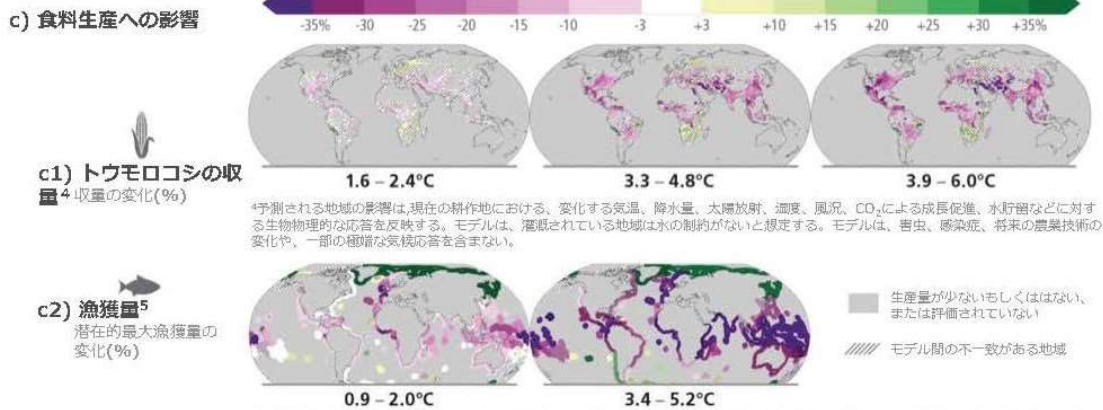 c) 食料生産への影響
-35% -30 -25 -20 -15 -10 -3 +3 +10 +15 +20 +25 +30 +35%
c1) トウモロコシの収
量⁴ 収量の変化(%)
1.6 – 2.4°C
3.3 – 4.8°C
3.9 – 6.0°C
⁴予測される地域の影響は,現在の耕作地における、変化する気温、降水量、太陽放射、湿度、風況、CO₂による成長促進、水貯留などに対す
る生物物理的な応答を反映する。モデルは、灌漑されている地域は水の制約がないと想定する。モデルは、害虫、感染症、将来の農業技術の
変化や、一部の極端な気候応答を含まない。
c2) 漁獲量⁵
潜在的最大漁獲量の
変化(%)
0.9 – 2.0°C
3.4 – 5.2°C
生産量が少ないもしくははない、
または評価されていない
モデル間の不一致がある地域